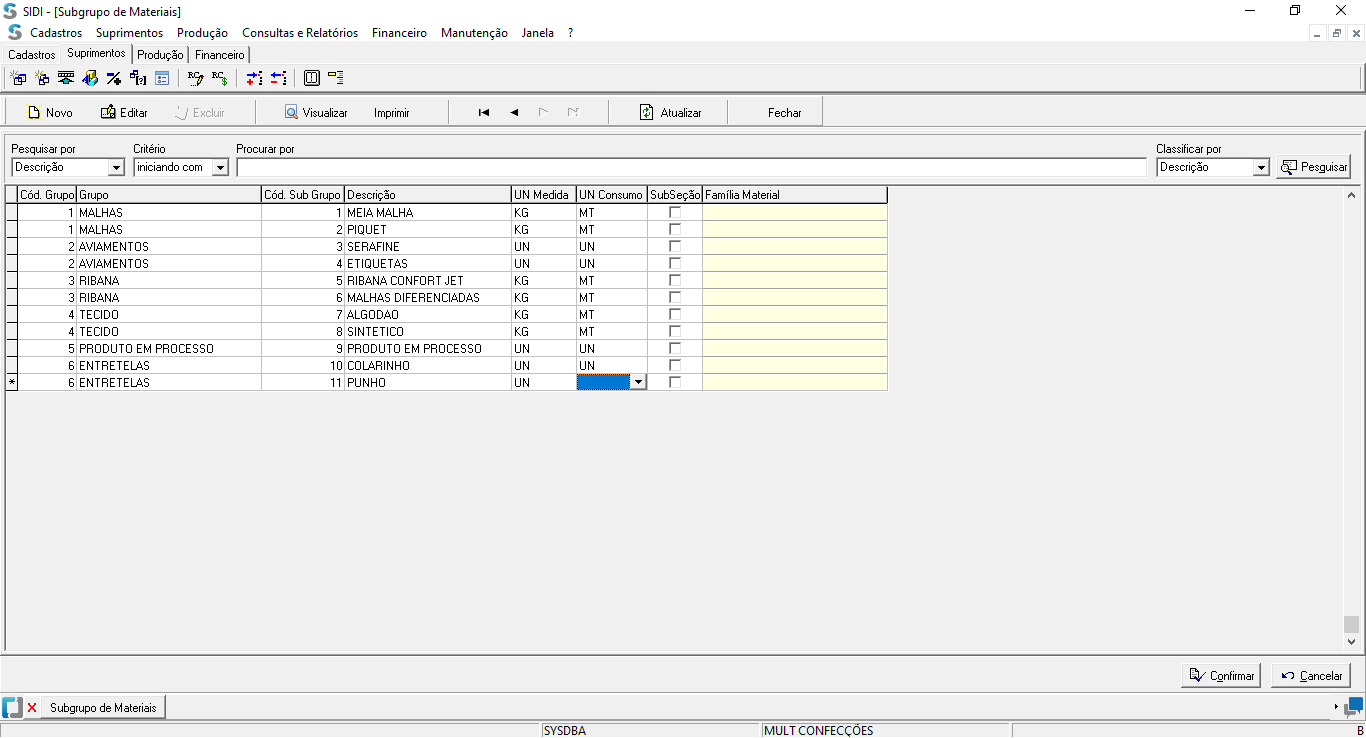 SIDI - [Subgrupo de Materiais]
Cadastros Suprimentos Produção Consultas e Relatórios Financeiro Manutenção Janela ?
Cadastros Suprimentos Produção Financeiro
Novo Editar Excluir Visualizar Imprimir Atualizar Fechar
Pesquisar por Critério Procurar por Classificar por
Descrição iniciando com Descrição Pesquisar
Cód. Grupo Grupo Cód. Sub Grupo Descrição UN Medida UN Consumo SubSeção Família Material
1 MALHAS 1 MEIA MALHA KG MT
1 MALHAS 2 PIQUET KG MT
2 AVIAMENTOS 3 SERAFINE UN UN
2 AVIAMENTOS 4 ETIQUETAS UN UN
3 RIBANA 5 RIBANA CONFORT JET KG MT
3 RIBANA 6 MALHAS DIFERENCIADAS KG MT
4 TECIDO 7 ALGODAO KG MT
4 TECIDO 8 SINTETICO KG MT
5 PRODUTO EM PROCESSO 9 PRODUTO EM PROCESSO UN UN
6 ENTRETELAS 10 COLARINHO UN UN
* 6 ENTRETELAS 11 PUNHO UN
Confirmar Cancelar
Subgrupo de Materiais
SYSDBA MULT CONFECÇÕES B